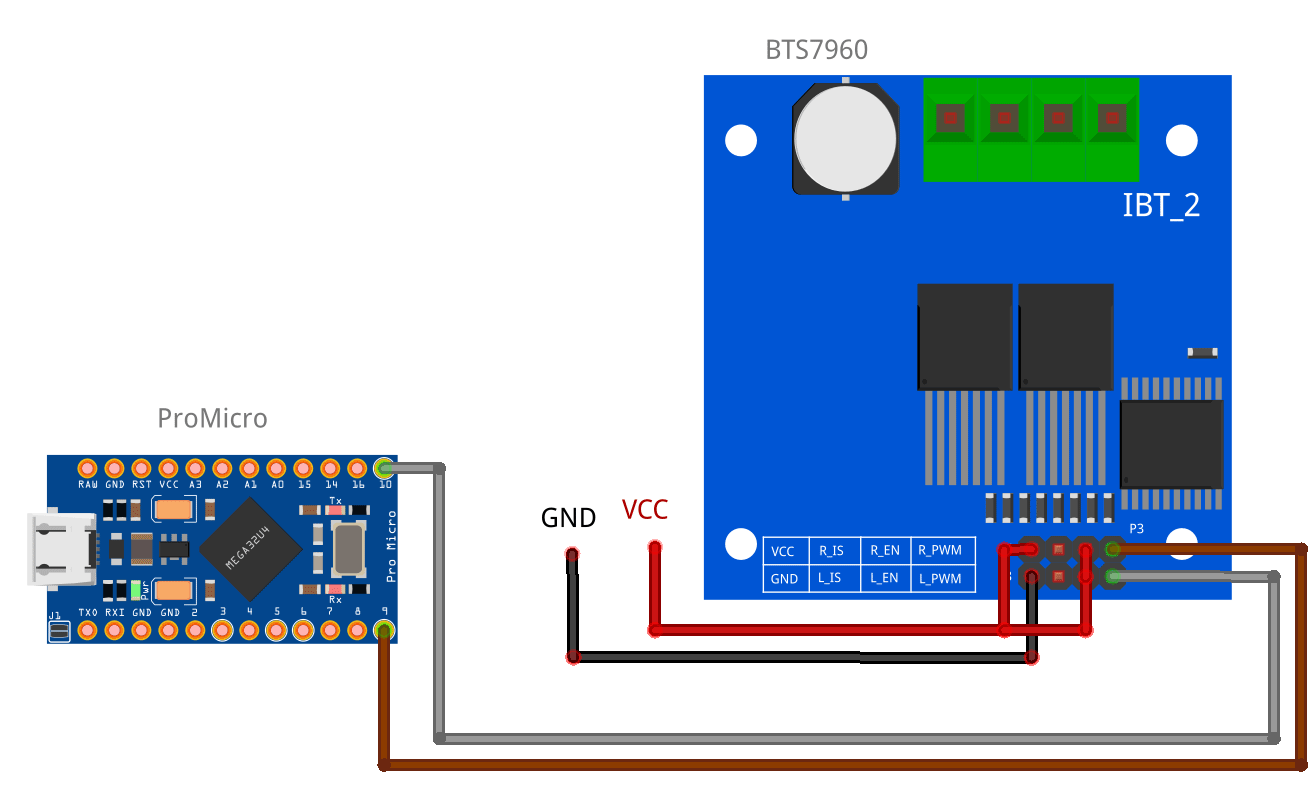 BTS7960
IBT_2
ProMicro
RAW GND RST VCC A3 A2 A1 A0 15 14 16 10
Tx
MEGA32U4
Pro Micro
Pwr
Rx
J1
TX0 RXI GND GND 2 3 4 5 6 7 8 9
GND
VCC
P3
VCC R_IS R_EN R_PWM
GND L_IS L_EN L_PWM